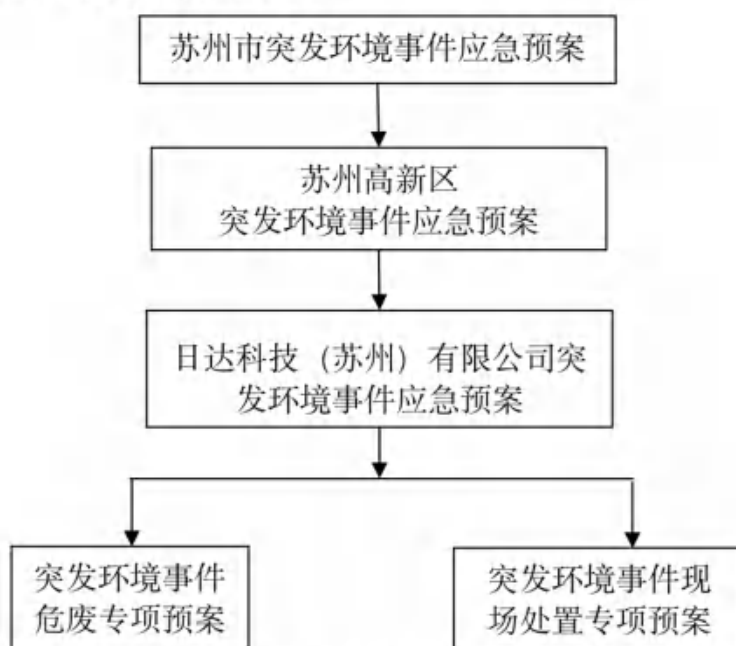 苏州市突发环境事件应急预案
苏州高新区
突发环境事件应急预案
日达科技（苏州）有限公司突
发环境事件应急预案
突发环境事件
危废专项预案
突发环境事件现
场处置专项预案